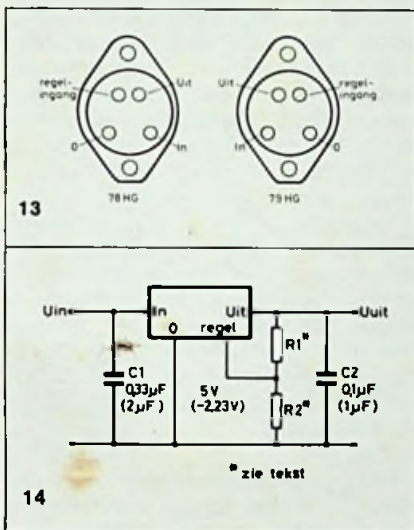 regel-
ingang
Uit
0
In
78 HG
Uit
regel-
ingang
In
0
79 HG
13
Uin
In
Uit
Uuit
0
regel
R1*
C1
0,33µF
(2µF)
5V
(-2,23V)
R2*
C2
0,1µF
(1µF)
* zie tekst
14